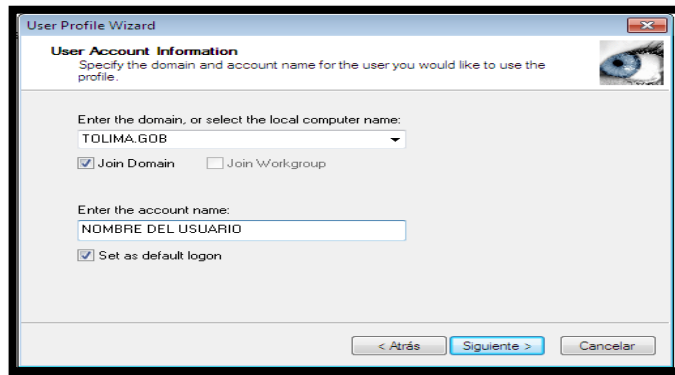 User Profile Wizard
User Account Information
Specify the domain and account name for the user you would like to use the
profile.
Enter the domain, or select the local computer name:
TOLIMA.GOB
Join Domain
Join Workgroup
Enter the account name:
NOMBRE DEL USUARIO
Set as default logon
< Atrás
Siguiente >
Cancelar